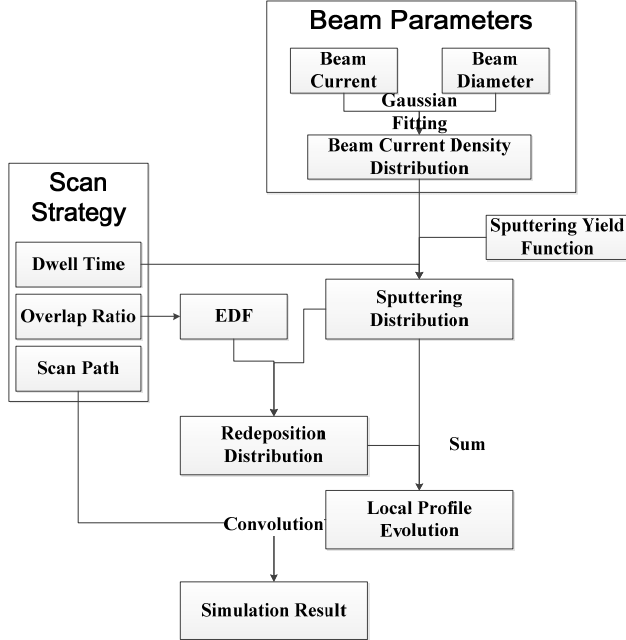 Beam Parameters
Beam
Current
Beam
Diameter
Gaussian
Fitting
Beam Current Density
Distribution
Scan
Strategy
Dwell Time
Overlap Ratio
Scan Path
Sputtering Yield
Function
EDF
Sputtering
Distribution
Redeposition
Distribution
Sum
Local Profile
Evolution
Convolution
Simulation Result